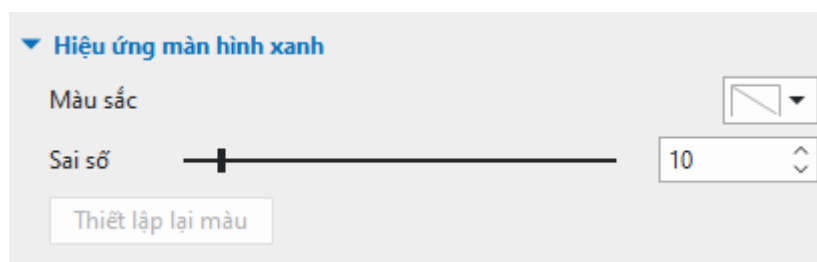 Hiệu ứng màn hình xanh
Màu sắc
Sai số 10
Thiết lập lại màu